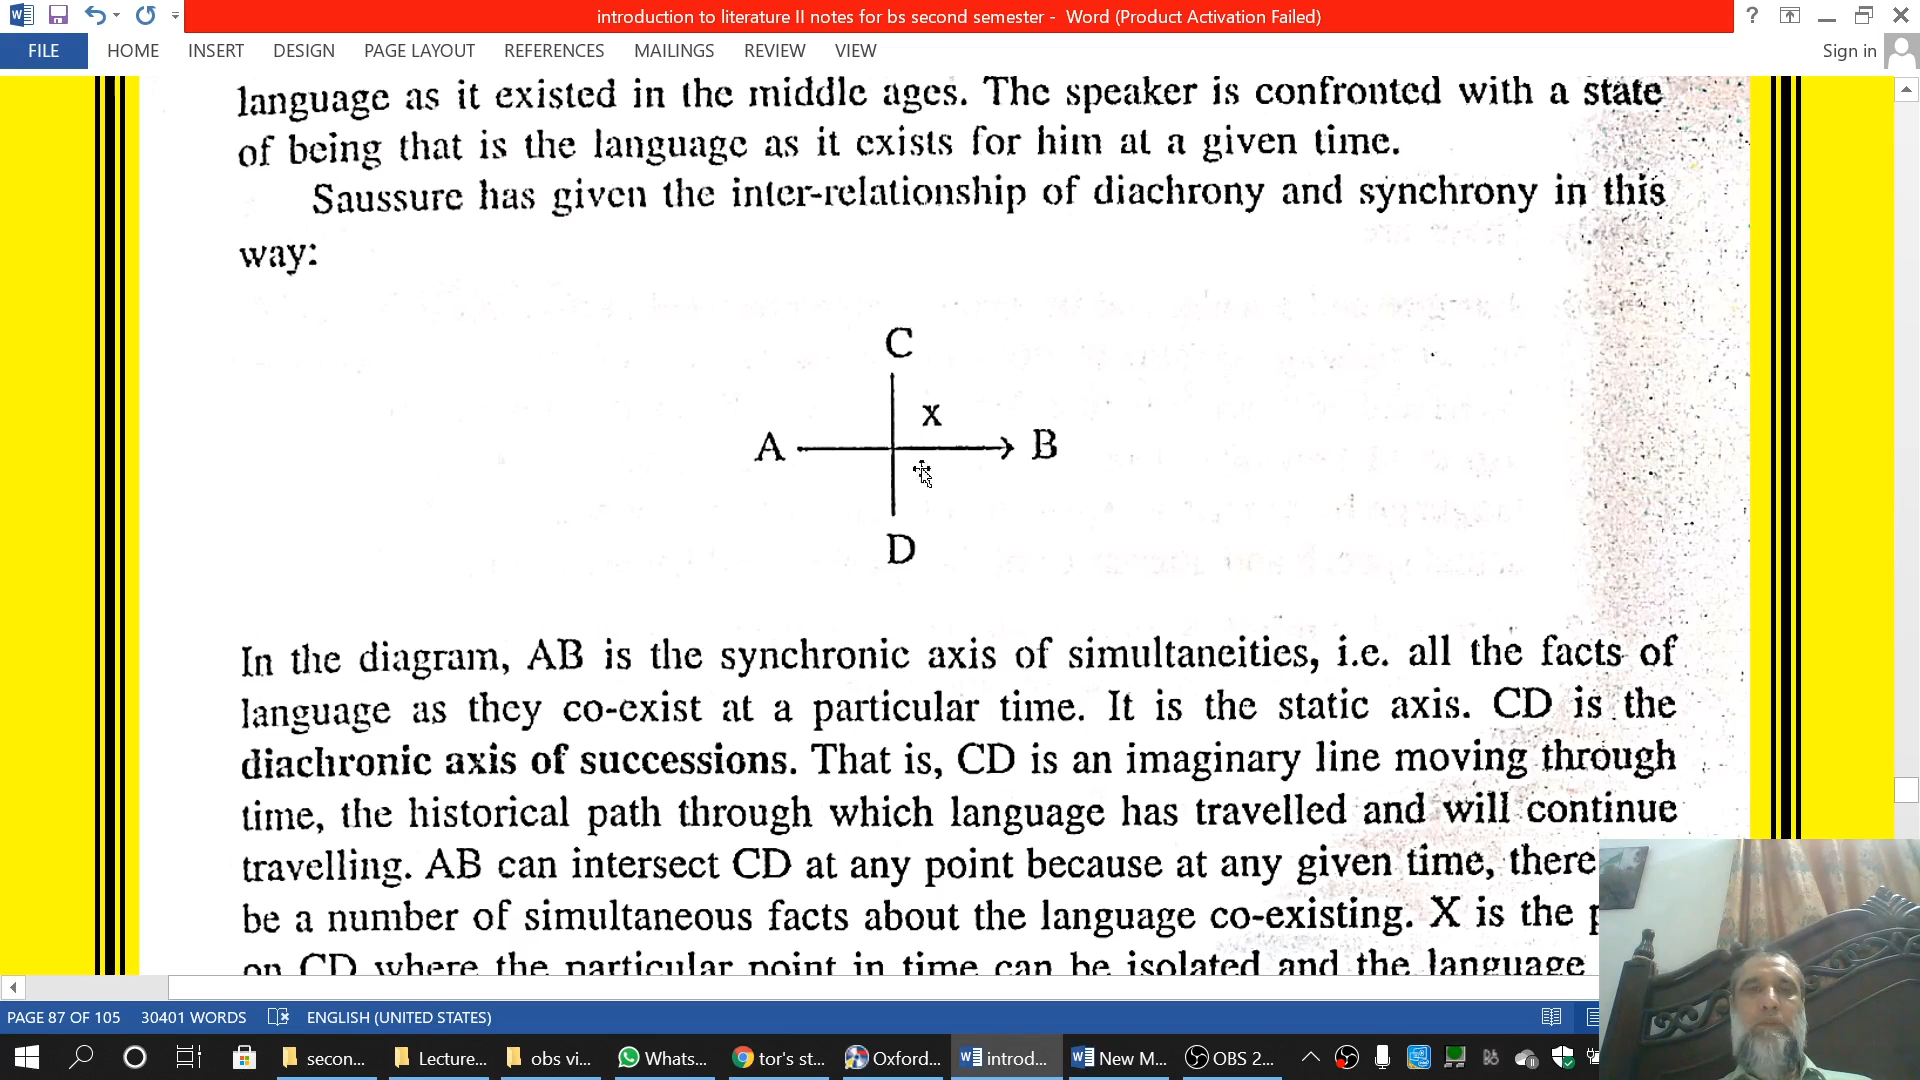 introduction to literature II notes for bs second semester - Word (Product Activation Failed)
?
FILE HOME INSERT DESIGN PAGE LAYOUT REFERENCES MAILINGS REVIEW VIEW Sign in
language as it existed in the middle ages. The speaker is confronted with a state
of being that is the language as it exists for him at a given time.
Saussure has given the inter-relationship of diachrony and synchrony in this
way:
C
x
A B
D
In the diagram, AB is the synchronic axis of simultaneities, i.e. all the facts of
language as they co-exist at a particular time. It is the static axis. CD is the
diachronic axis of successions. That is, CD is an imaginary line moving through
time, the historical path through which language has travelled and will continue
travelling. AB can intersect CD at any point because at any given time, there
be a number of simultaneous facts about the language co-existing. X is the p
on CD where the particular point in time can be isolated and the language
PAGE 87 OF 105 30401 WORDS ENGLISH (UNITED STATES)
secon... Lecture... obs vi... Whats... tor's st... Oxford... introd... New M... OBS 2...